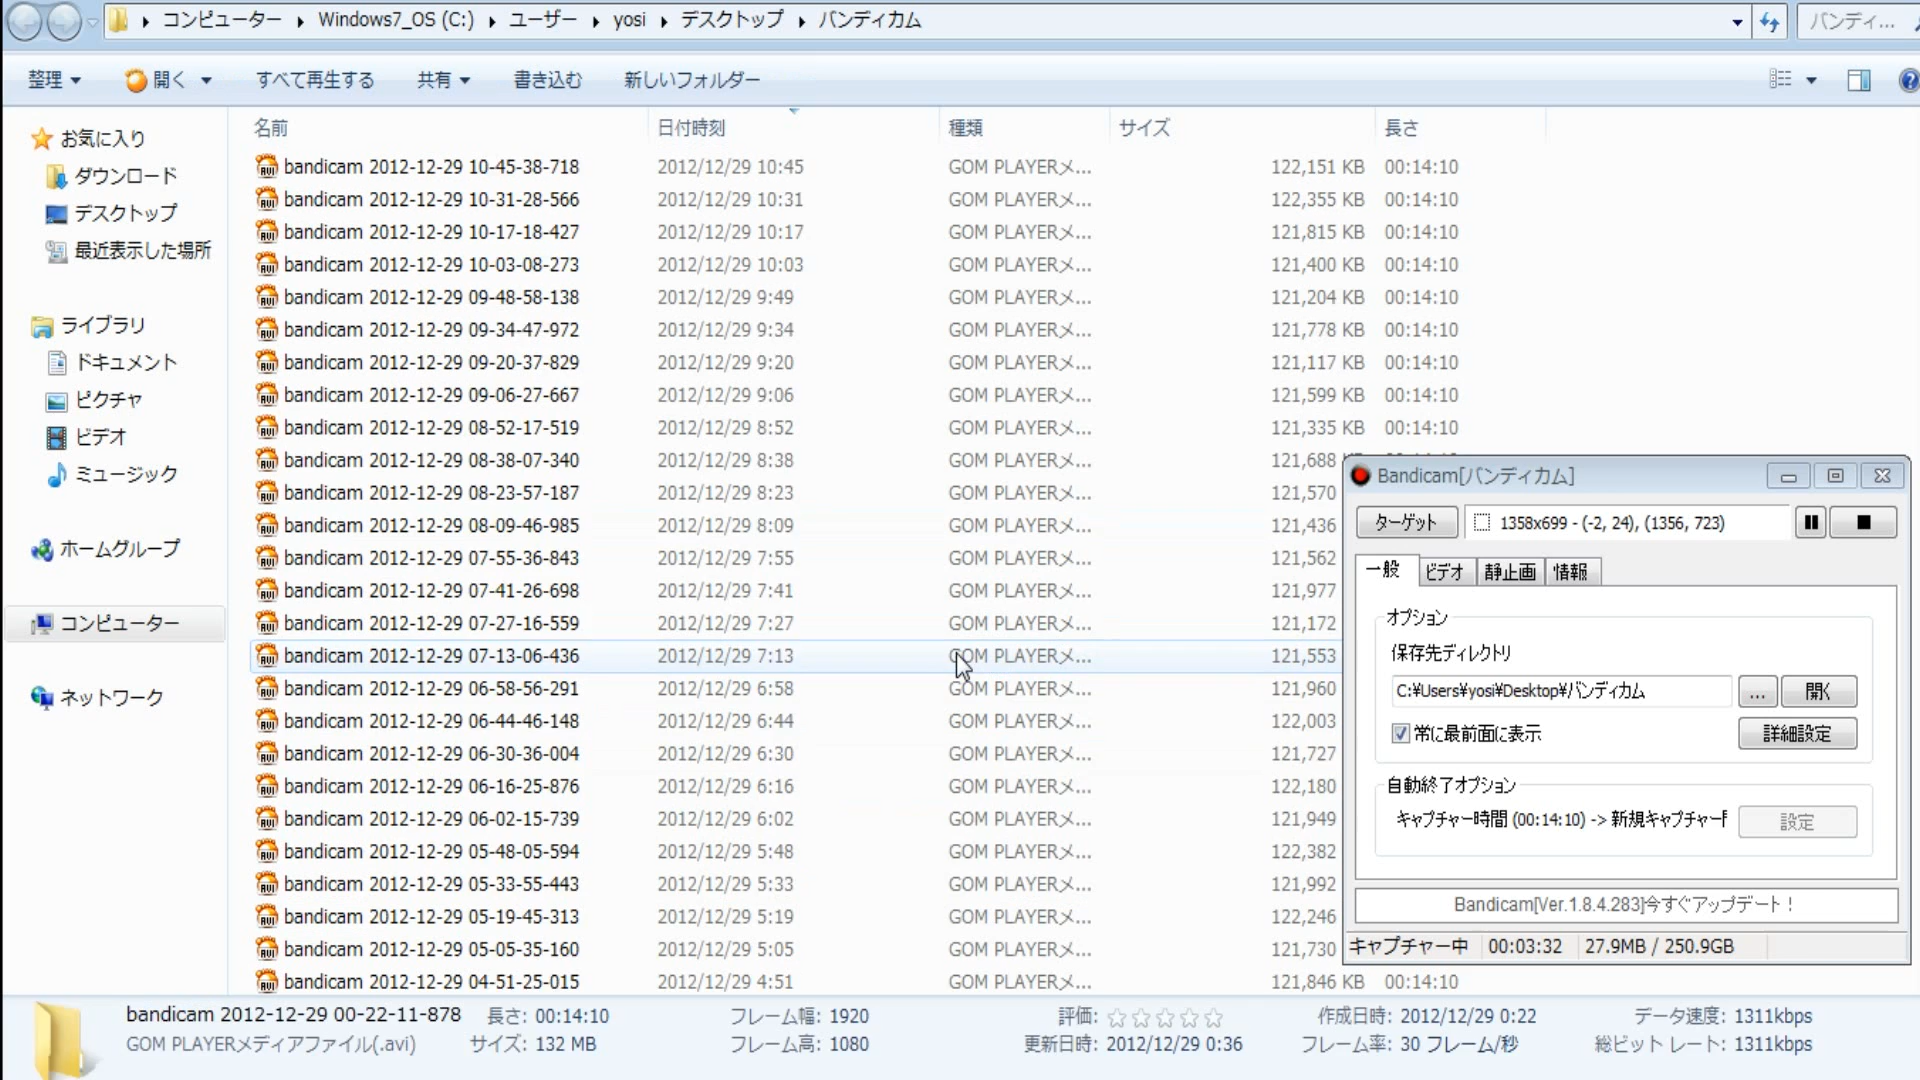 コンピューター ▸ Windows7_OS (C:) ▸ ユーザー ▸ yosi ▸ デスクトップ ▸ バンディカム バンディ...
整理 開く すべて再生する 共有 書き込む 新しいフォルダー
名前 日付時刻 種類 サイズ 長さ
お気に入り
ダウンロード
デスクトップ
最近表示した場所
ライブラリ
ドキュメント
ピクチャ
ビデオ
ミュージック
ホームグループ
コンピューター
ネットワーク
bandicam 2012-12-29 10-45-38-718 2012/12/29 10:45 GOM PLAYERメ... 122,151 KB 00:14:10
bandicam 2012-12-29 10-31-28-566 2012/12/29 10:31 GOM PLAYERメ... 122,355 KB 00:14:10
bandicam 2012-12-29 10-17-18-427 2012/12/29 10:17 GOM PLAYERメ... 121,815 KB 00:14:10
bandicam 2012-12-29 10-03-08-273 2012/12/29 10:03 GOM PLAYERメ... 121,400 KB 00:14:10
bandicam 2012-12-29 09-48-58-138 2012/12/29 9:49 GOM PLAYERメ... 121,204 KB 00:14:10
bandicam 2012-12-29 09-34-47-972 2012/12/29 9:34 GOM PLAYERメ... 121,778 KB 00:14:10
bandicam 2012-12-29 09-20-37-829 2012/12/29 9:20 GOM PLAYERメ... 121,117 KB 00:14:10
bandicam 2012-12-29 09-06-27-667 2012/12/29 9:06 GOM PLAYERメ... 121,599 KB 00:14:10
bandicam 2012-12-29 08-52-17-519 2012/12/29 8:52 GOM PLAYERメ... 121,335 KB 00:14:10
bandicam 2012-12-29 08-38-07-340 2012/12/29 8:38 GOM PLAYERメ... 121,688
bandicam 2012-12-29 08-23-57-187 2012/12/29 8:23 GOM PLAYERメ... 121,570
bandicam 2012-12-29 08-09-46-985 2012/12/29 8:09 GOM PLAYERメ... 121,436
bandicam 2012-12-29 07-55-36-843 2012/12/29 7:55 GOM PLAYERメ... 121,562
bandicam 2012-12-29 07-41-26-698 2012/12/29 7:41 GOM PLAYERメ... 121,977
bandicam 2012-12-29 07-27-16-559 2012/12/29 7:27 GOM PLAYERメ... 121,172
bandicam 2012-12-29 07-13-06-436 2012/12/29 7:13 GOM PLAYERメ... 121,553
bandicam 2012-12-29 06-58-56-291 2012/12/29 6:58 GOM PLAYERメ... 121,960
bandicam 2012-12-29 06-44-46-148 2012/12/29 6:44 GOM PLAYERメ... 122,003
bandicam 2012-12-29 06-30-36-004 2012/12/29 6:30 GOM PLAYERメ... 121,727
bandicam 2012-12-29 06-16-25-876 2012/12/29 6:16 GOM PLAYERメ... 122,180
bandicam 2012-12-29 06-02-15-739 2012/12/29 6:02 GOM PLAYERメ... 121,949
bandicam 2012-12-29 05-48-05-594 2012/12/29 5:48 GOM PLAYERメ... 122,382
bandicam 2012-12-29 05-33-55-443 2012/12/29 5:33 GOM PLAYERメ... 121,992
bandicam 2012-12-29 05-19-45-313 2012/12/29 5:19 GOM PLAYERメ... 122,246
bandicam 2012-12-29 05-05-35-160 2012/12/29 5:05 GOM PLAYERメ... 121,730
bandicam 2012-12-29 04-51-25-015 2012/12/29 4:51 GOM PLAYERメ... 121,846 KB 00:14:10
Bandicam[バンディカム]
ターゲット 1358x699 - (-2, 24), (1356, 723)
一般 ビデオ 静止画 情報
オプション
保存先ディレクトリ
C:¥Users¥yosi¥Desktop¥バンディカム ... 開く
常に最前面に表示 詳細設定
自動終了オプション
キャプチャー時間 (00:14:10) -> 新規キャプチャー 設定
Bandicam[Ver.1.8.4.283]今すぐアップデート！
キャプチャー中 00:03:32 27.9MB / 250.9GB
bandicam 2012-12-29 00-22-11-878 長さ: 00:14:10 フレーム幅: 1920 評価: ☆☆☆☆☆ 作成日時: 2012/12/29 0:22 データ速度: 1311kbps
GOM PLAYERメディアファイル(.avi) サイズ: 132 MB フレーム高: 1080 更新日時: 2012/12/29 0:36 フレーム率: 30 フレーム/秒 総ビット レート: 1311kbps